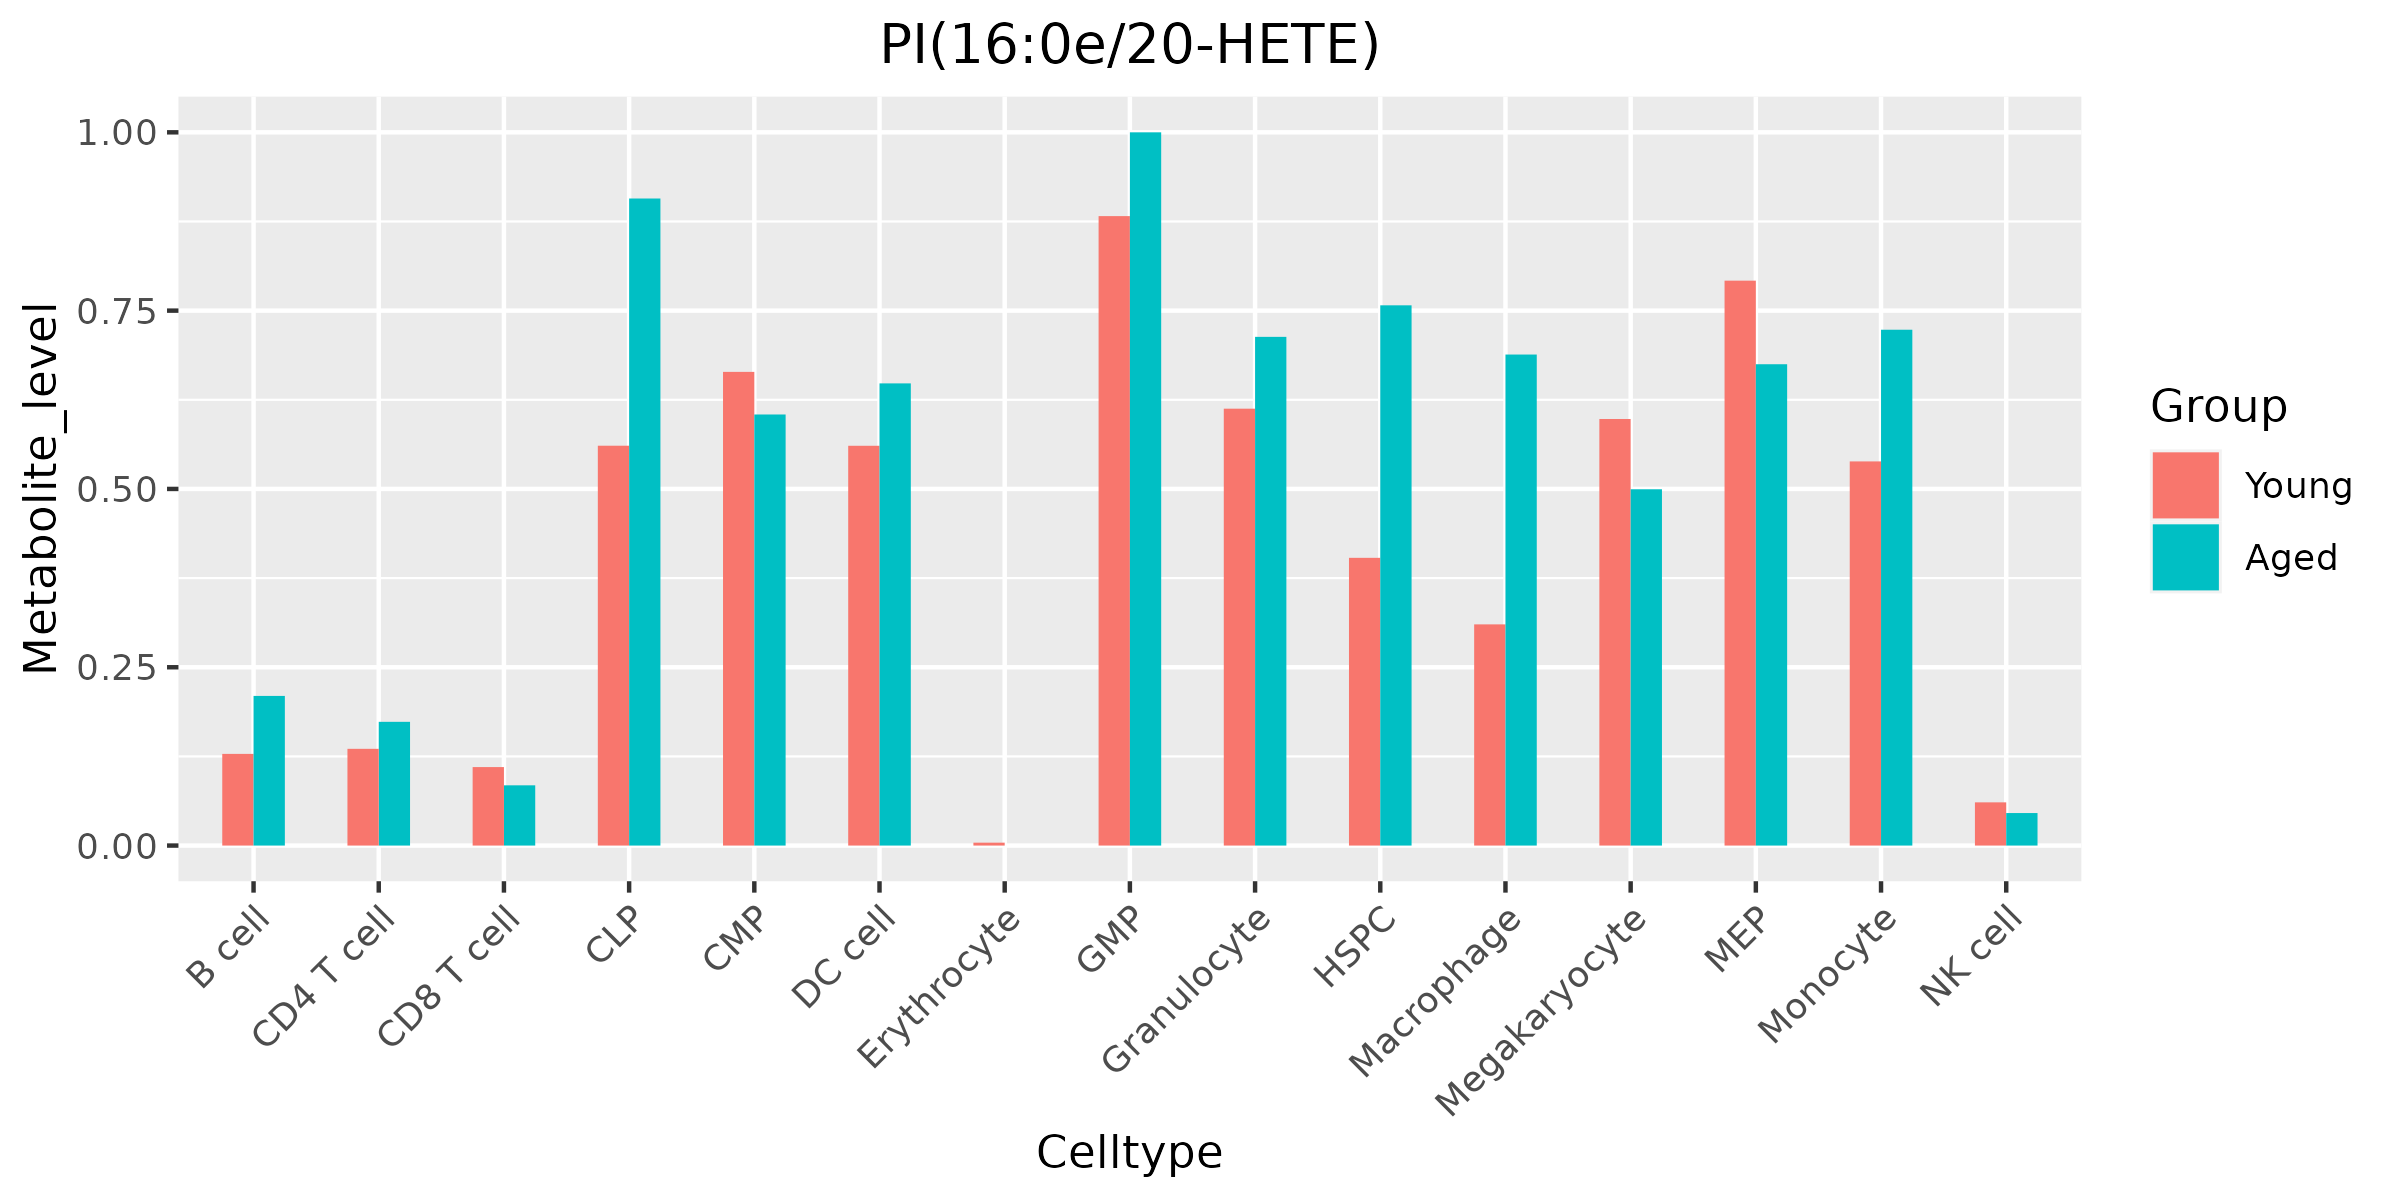 PI(16:0e/20-HETE)
Metabolite_level
1.00
0.75
0.50
0.25
0.00
B cell
CD4 T cell
CD8 T cell
CLP
CMP
DC cell
Erythrocyte
GMP
Granulocyte
HSPC
Macrophage
Megakaryocyte
MEP
Monocyte
NK cell
Celltype
Group
Young
Aged